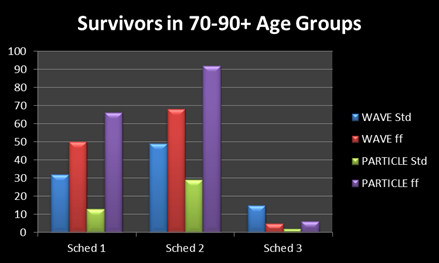 Survivors in 70-90+ Age Groups
100
90
80
70
60
50
40
30
20
10
0
Sched 1
Sched 2
Sched 3
WAVE Std
WAVE ff
PARTICLE Std
PARTICLE ff